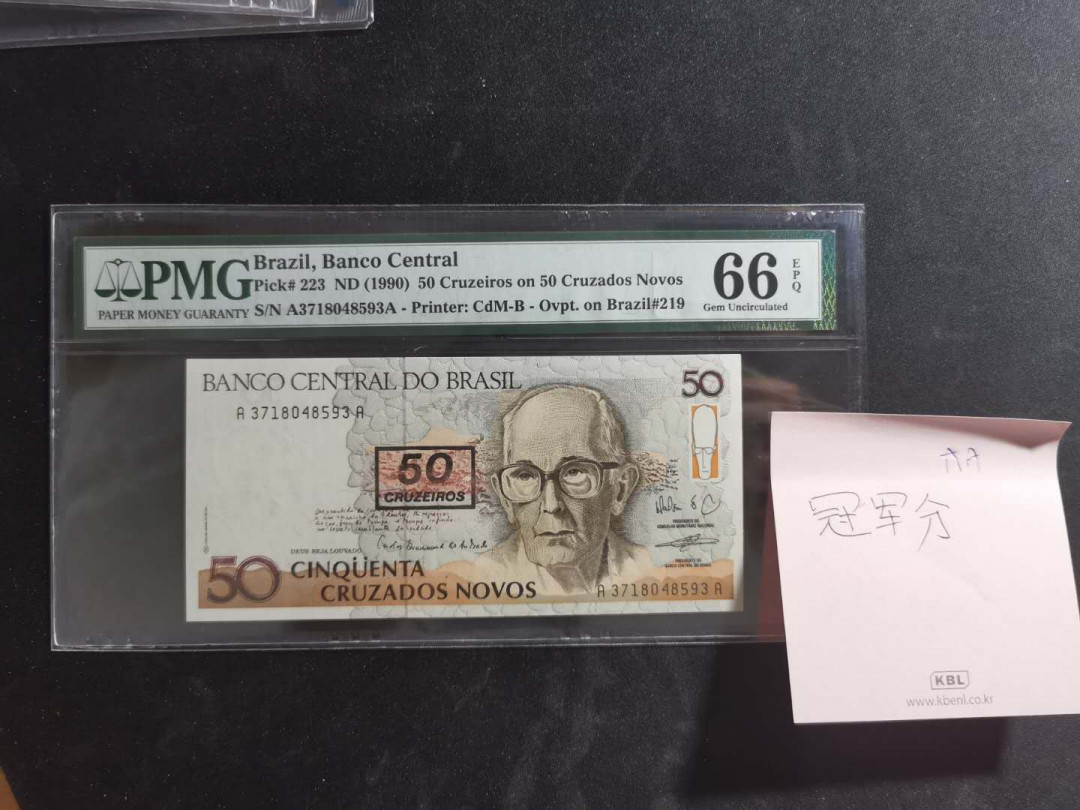 PMG
PAPER MONEY GUARANTY
Brazil, Banco Central
Pick# 223 ND (1990) 50 Cruzeiros on 50 Cruzados Novos
S/N A3718048593A - Printer: CdM-B - Ovpt. on Brazil#219
66
EPQ
Gem Uncirculated
BANCO CENTRAL DO BRASIL
50
A 3718048593 A
50
CRUZEIROS
DEUS SEJA LOUVADO
50
CINQÜENTA
CRUZADOS NOVOS
A 3718048593 A
冠军分
KBL
www.kbenl.co.kr